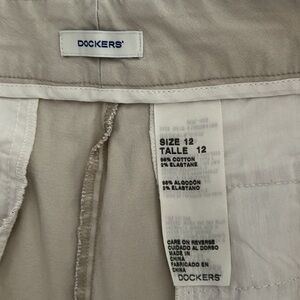 DOCKERS®
SIZE 12
TALLE 12
98% COTTON
2% ELASTANE
98% ALGODÓN
2% ELASTANO
CARE ON REVERSE
CUIDADO AL DORSO
MADE IN
CHINA
FABRICADO EN
CHINA
DOCKERS®